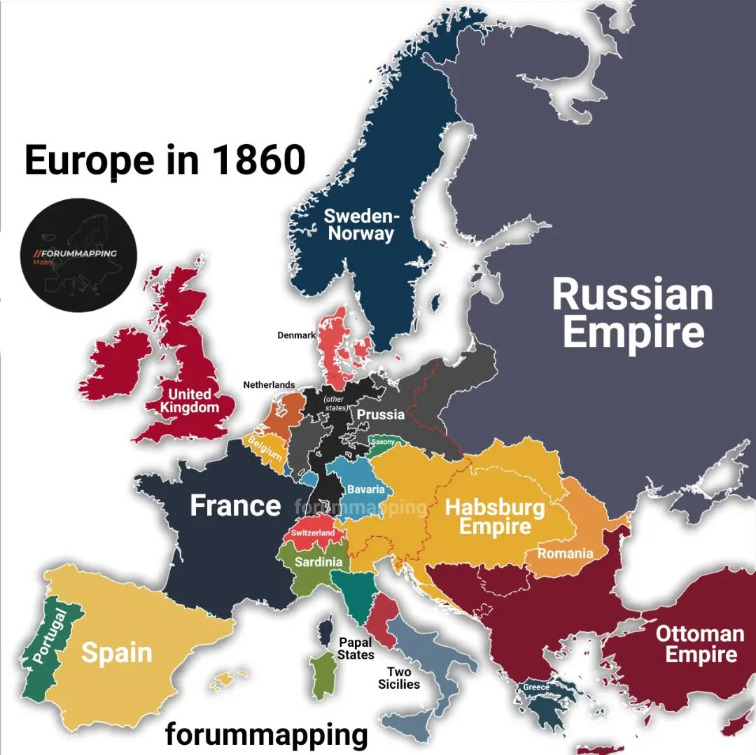 Europe in 1860
//FORUMMAPPING
Maps
Sweden-
Norway
Russian
Empire
Denmark
United
Kingdom
Netherlands
(other
states)
Prussia
Belgium
Saxony
Bavaria
France
forummapping
Habsburg
Empire
Switzerland
Sardinia
Romania
Portugal
Spain
Papal
States
Two
Sicilies
Ottoman
Empire
Greece
forummapping